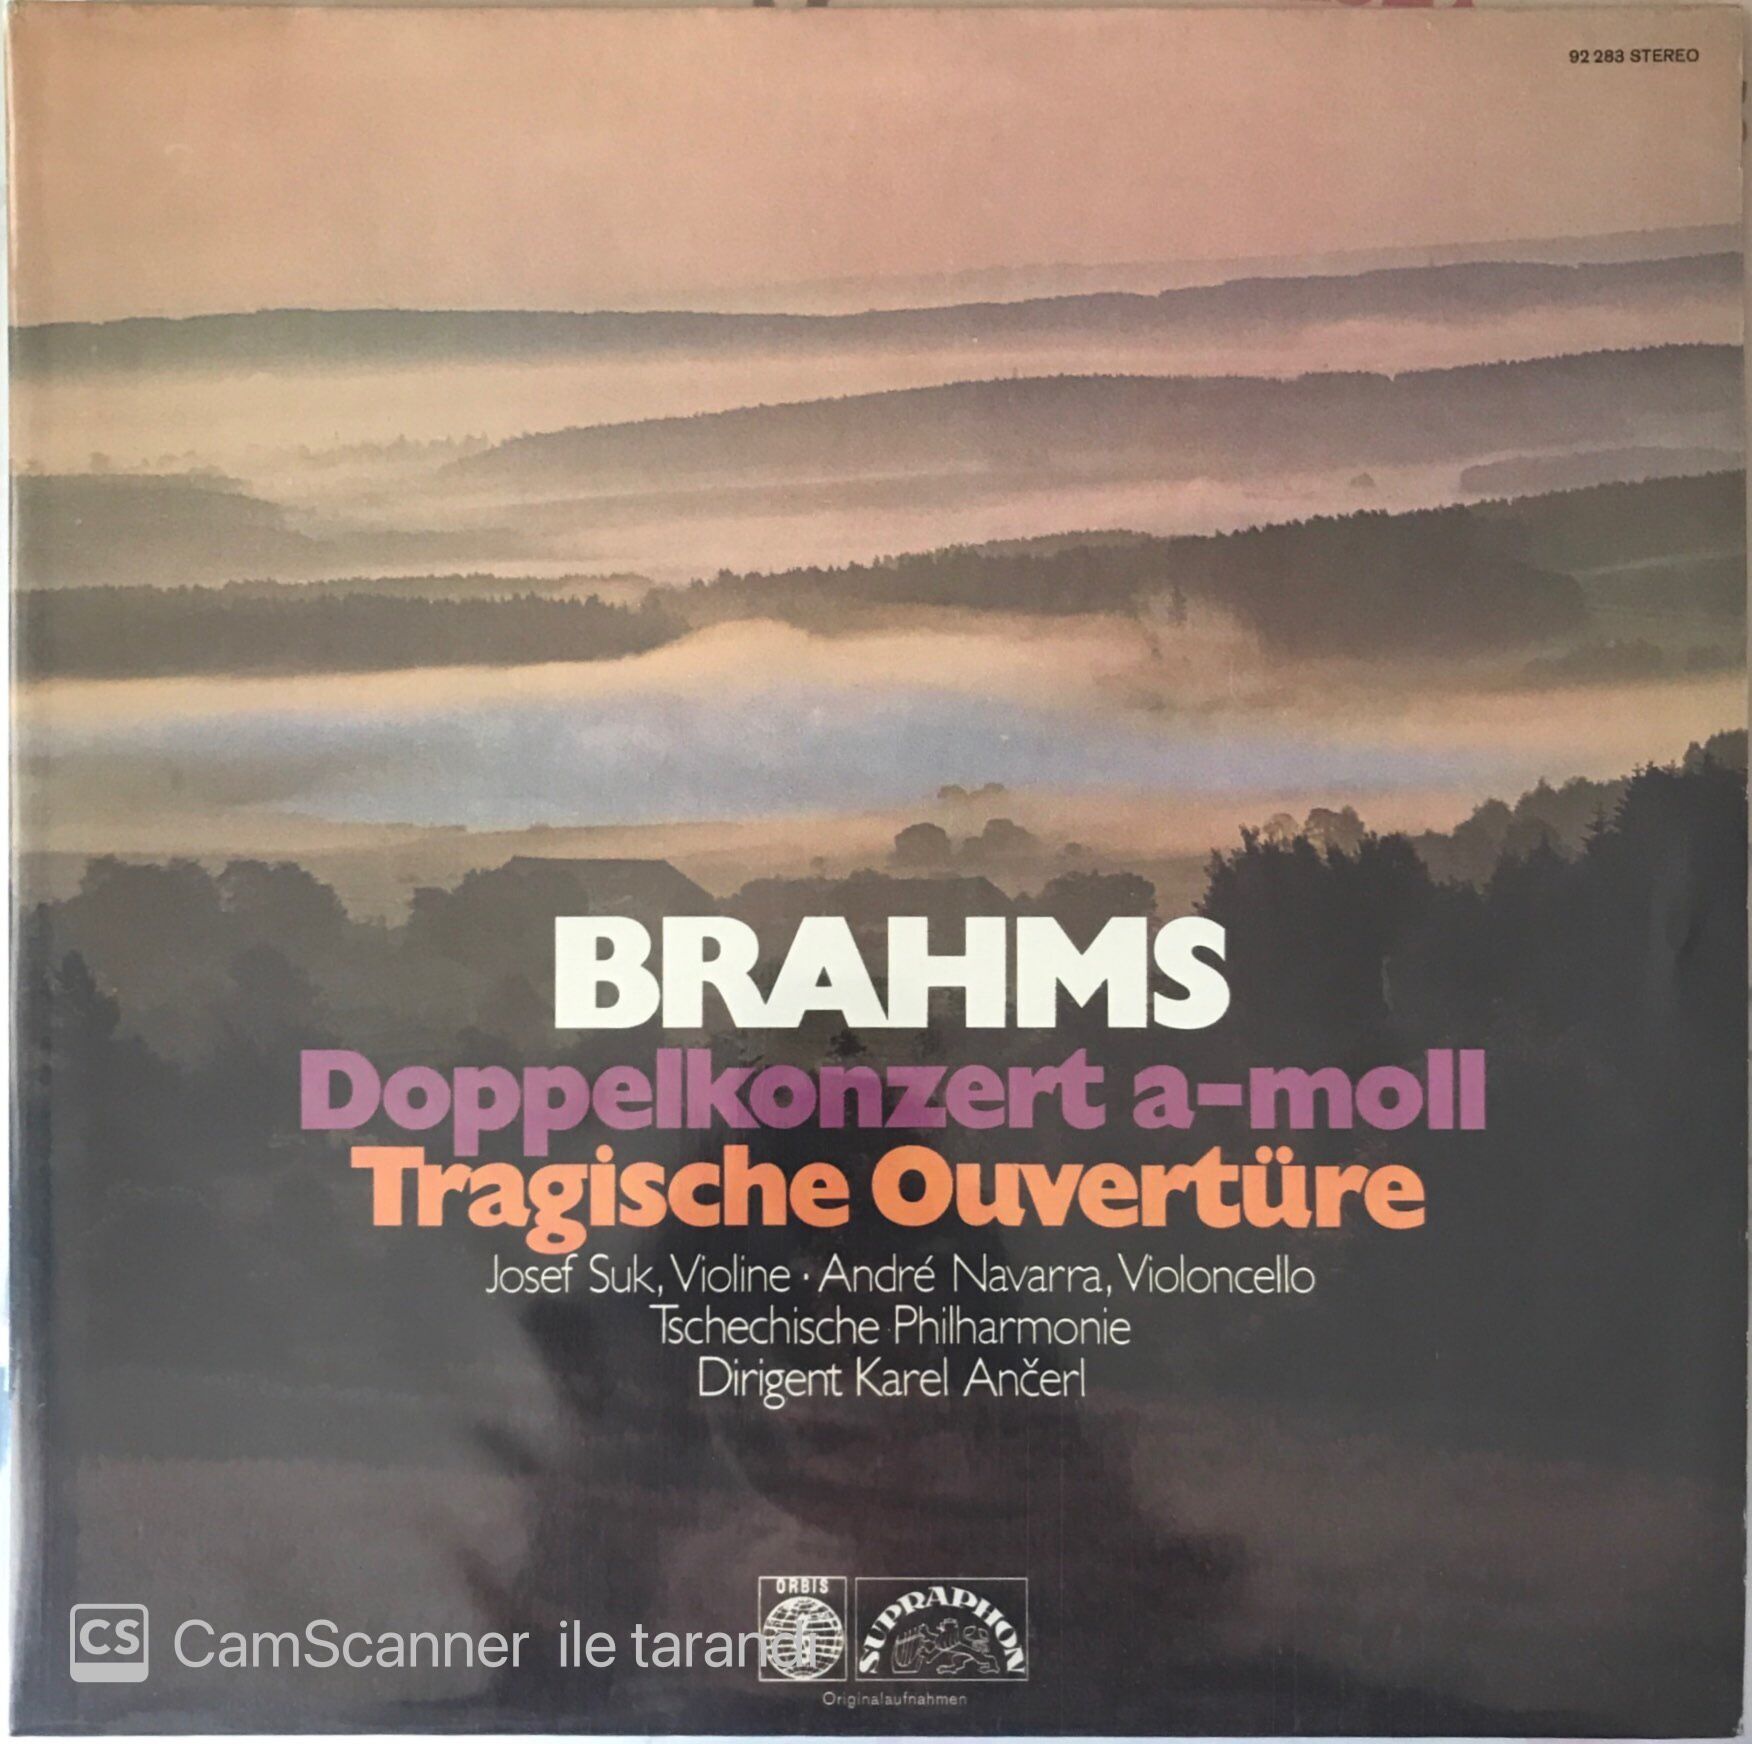 92 283 STEREO
BRAHMS
Doppelkonzert a-moll
Tragische Ouvertüre
Josef Suk, Violine · André Navarra, Violoncello
Tschechische Philharmonie
Dirigent Karel Ančerl
ORBIS
SUPRAPHON
CS CamScanner ile tarandı
Originalaufnahmen